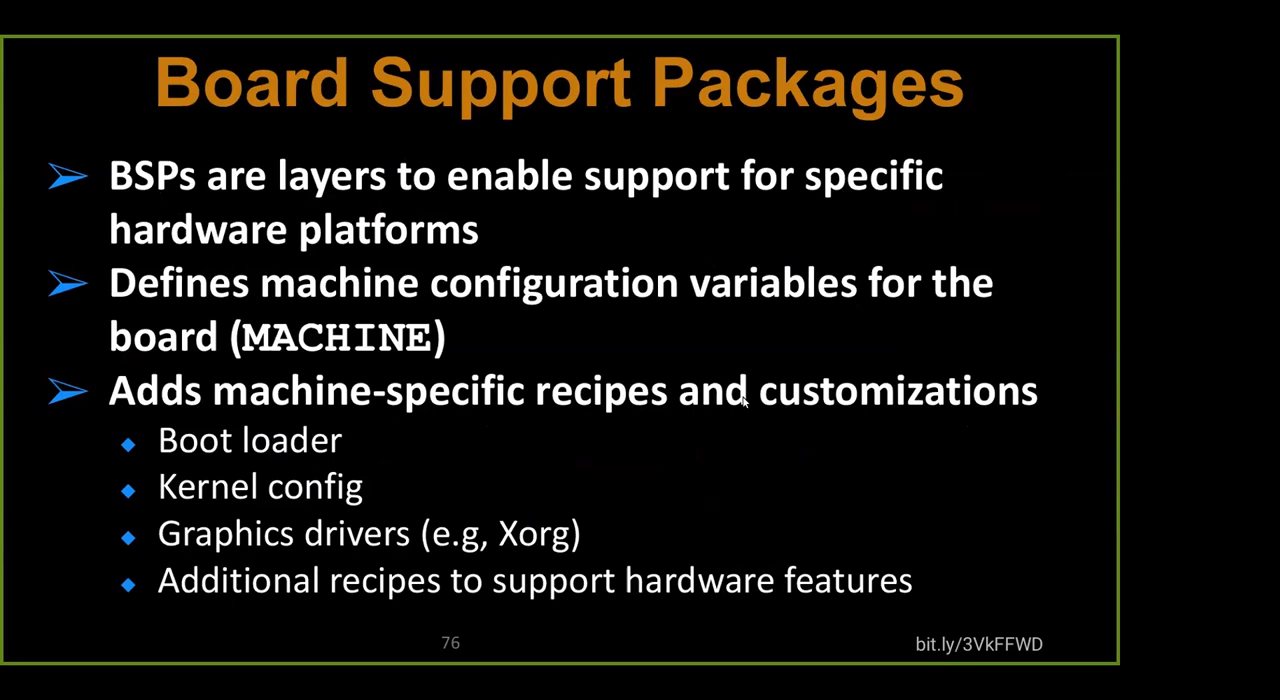 Board Support Packages
BSPs are layers to enable support for specific
hardware platforms
Defines machine configuration variables for the
board (MACHINE)
Adds machine-specific recipes and customizations
Boot loader
Kernel config
Graphics drivers (e.g, Xorg)
Additional recipes to support hardware features
76
bit.ly/3VkFFWD